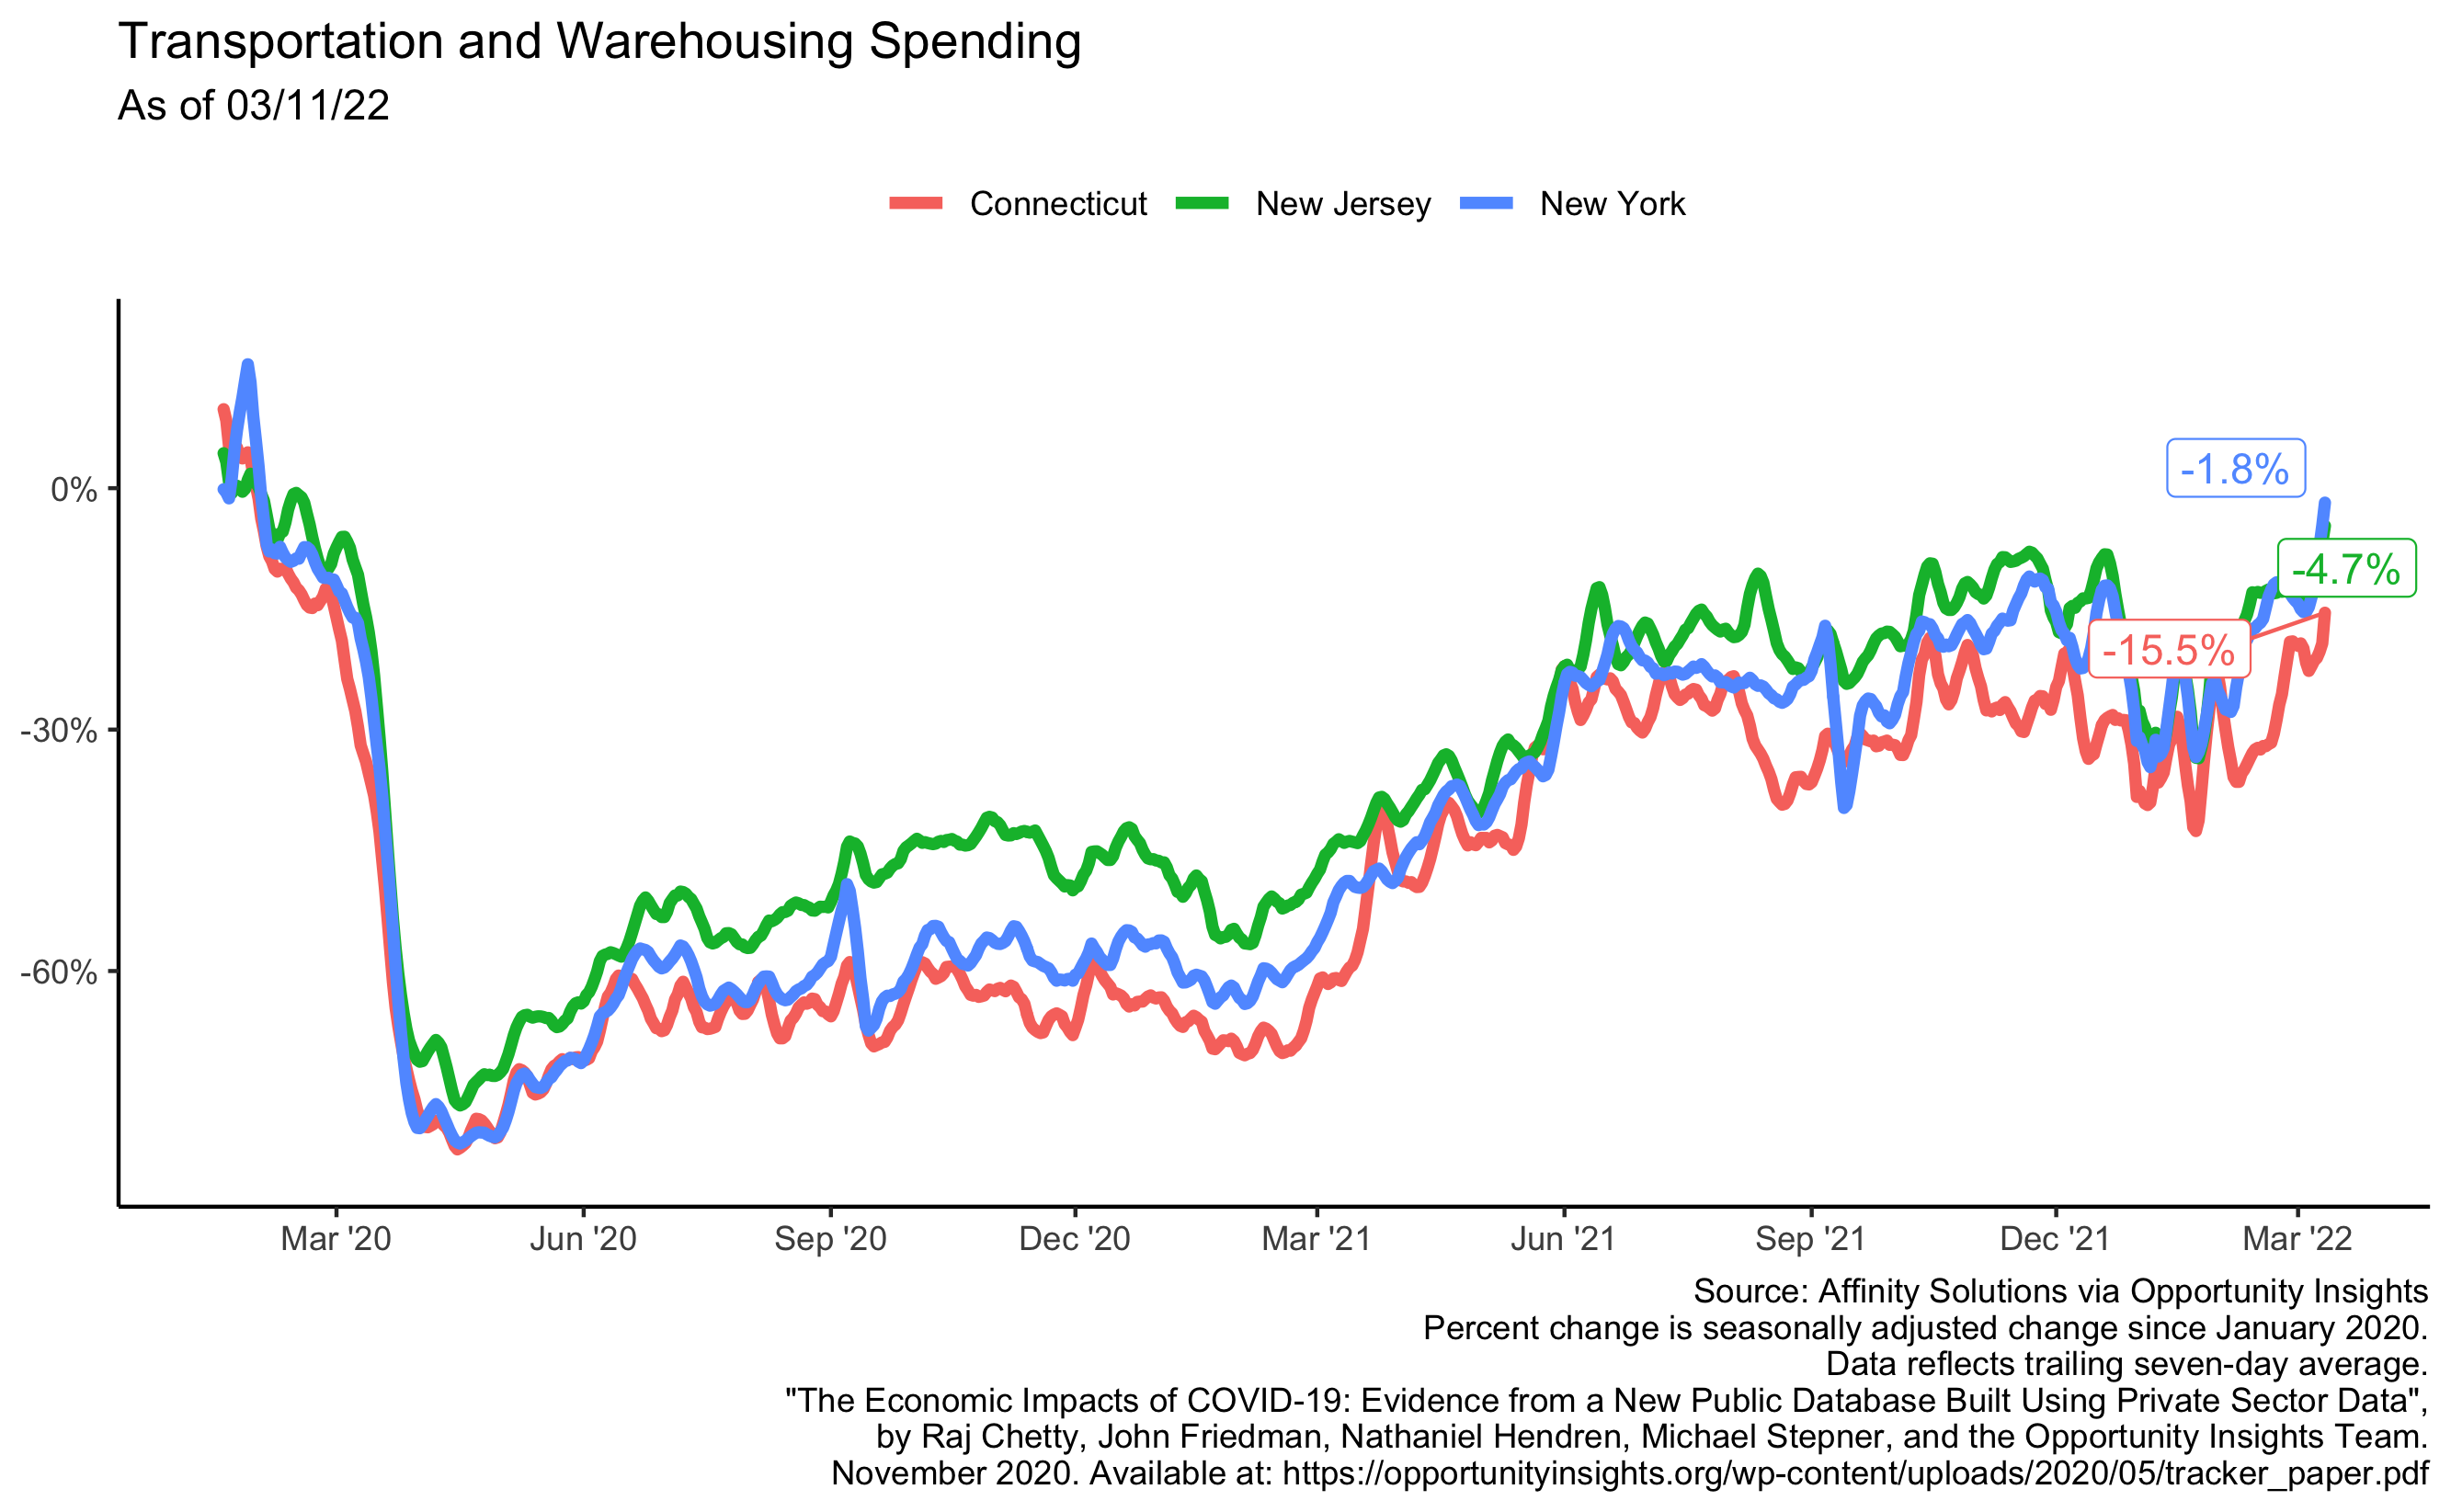 Transportation and Warehousing Spending
As of 03/11/22
Connecticut New Jersey New York
0%
-30%
-60%
-1.8%
-4.7%
-15.5%
Mar '20 Jun '20 Sep '20 Dec '20 Mar '21 Jun '21 Sep '21 Dec '21 Mar '22
Source: Affinity Solutions via Opportunity Insights
Percent change is seasonally adjusted change since January 2020.
Data reflects trailing seven-day average.
"The Economic Impacts of COVID-19: Evidence from a New Public Database Built Using Private Sector Data",
by Raj Chetty, John Friedman, Nathaniel Hendren, Michael Stepner, and the Opportunity Insights Team.
November 2020. Available at: https://opportunityinsights.org/wp-content/uploads/2020/05/tracker_paper.pdf